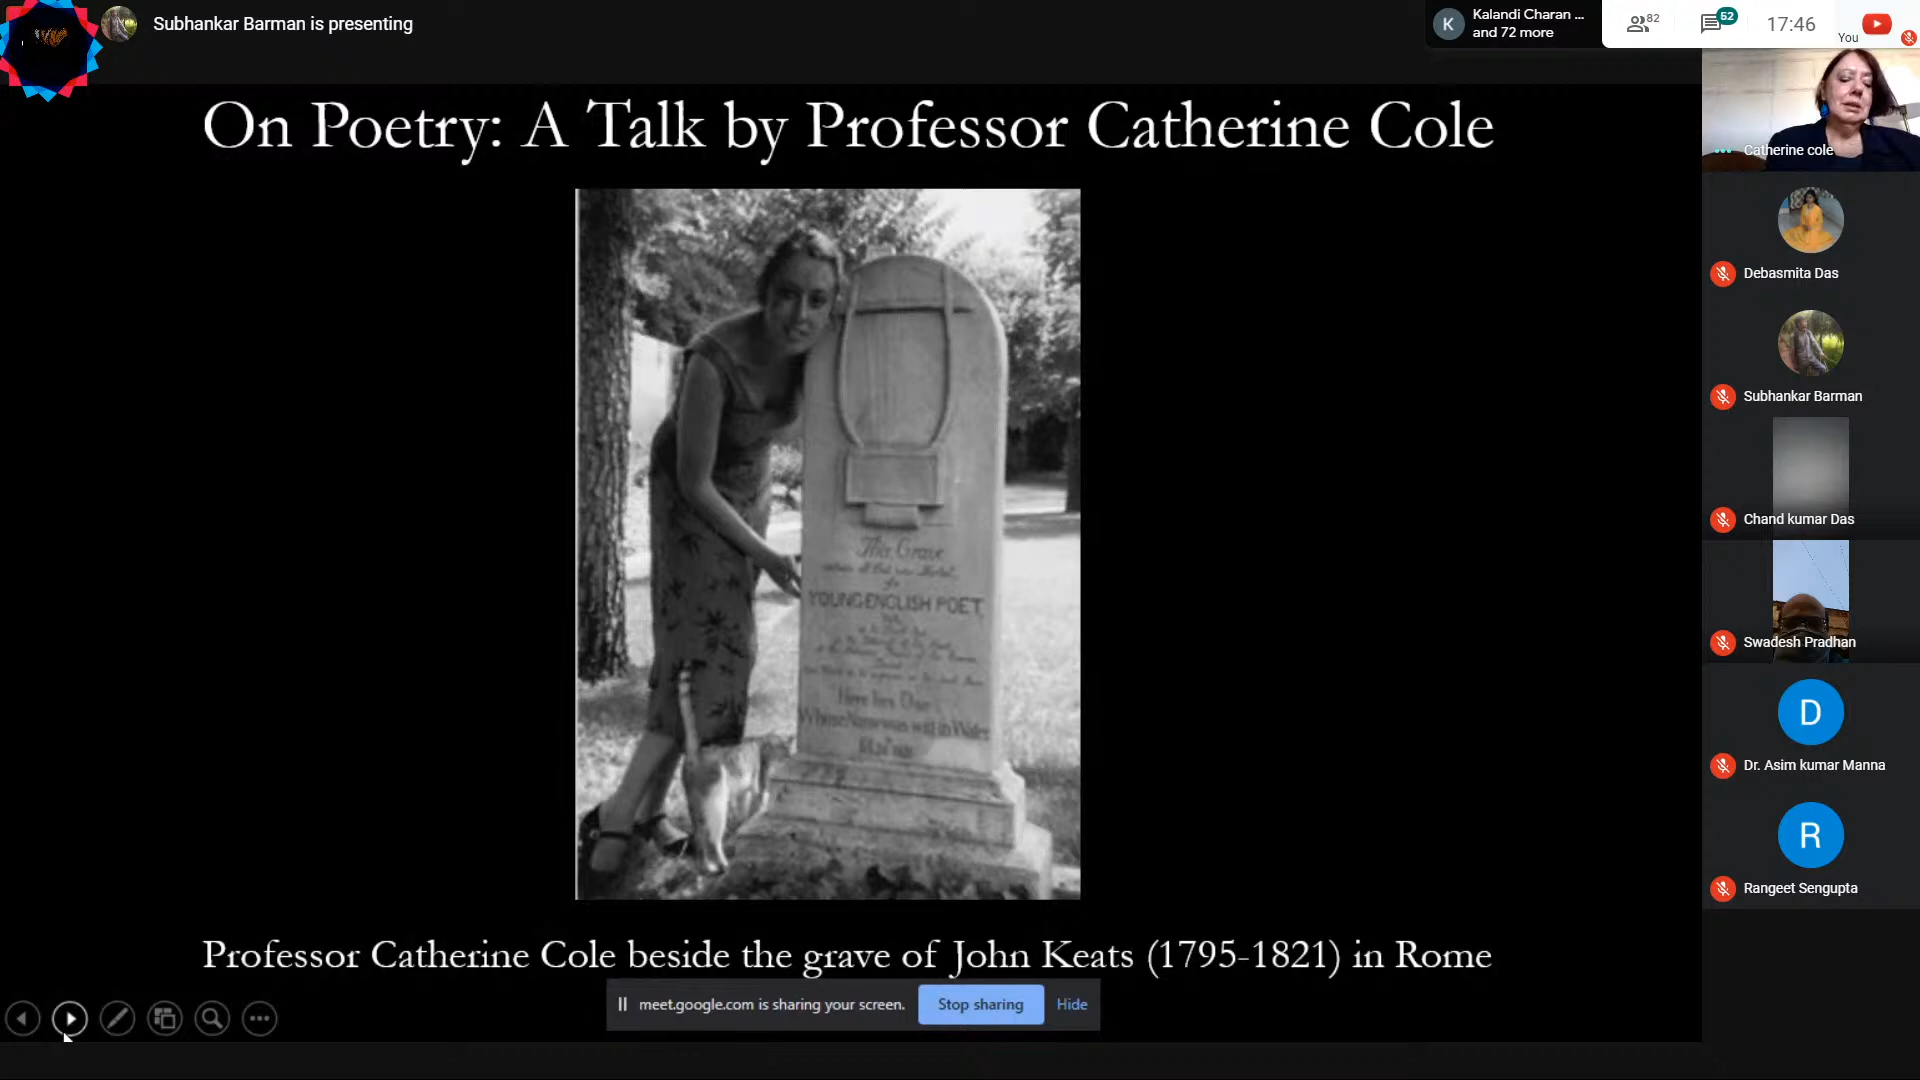 Subhankar Barman is presenting
Kalandi Charan ...
and 72 more
82
52
17:46
You
K
On Poetry: A Talk by Professor Catherine Cole
Catherine cole
Debasmita Das
Subhankar Barman
Chand kumar Das
This Grave
YOUNG ENGLISH POET
Here lies One
Whose Name was writ in Water
Swadesh Pradhan
D
Dr. Asim kumar Manna
R
Rangeet Sengupta
Professor Catherine Cole beside the grave of John Keats (1795-1821) in Rome
meet.google.com is sharing your screen.
Stop sharing
Hide